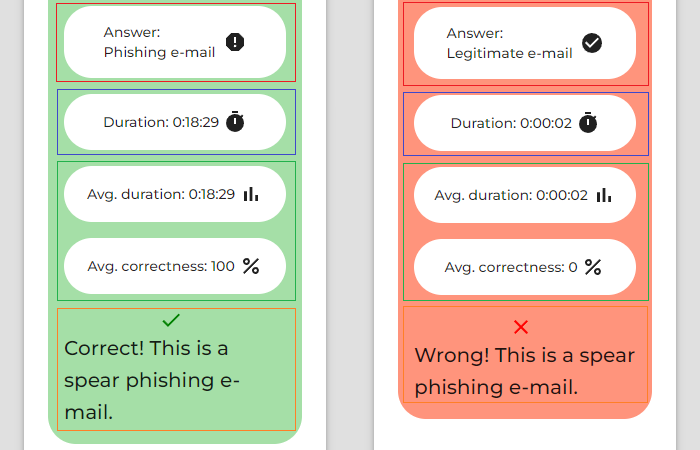 Answer:
Phishing e-mail
Duration: 0:18:29
Avg. duration: 0:18:29
Avg. correctness: 100
Correct! This is a
spear phishing e-
mail.
Answer:
Legitimate e-mail
Duration: 0:00:02
Avg. duration: 0:00:02
Avg. correctness: 0
Wrong! This is a spear
phishing e-mail.